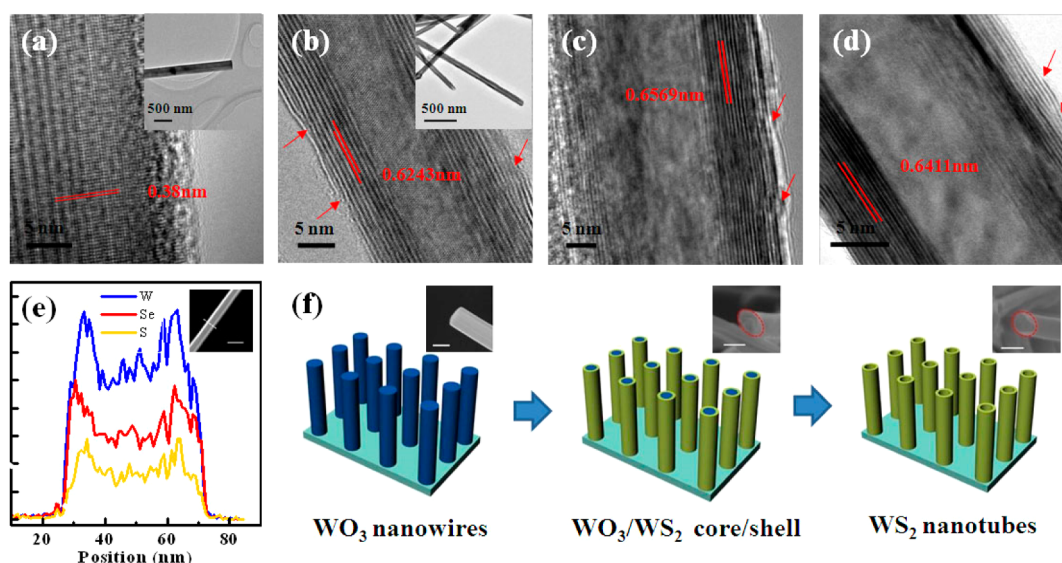 (a)
500 nm
0.38nm
5 nm
(b)
500 nm
0.6243nm
5 nm
(c)
0.6569nm
5 nm
(d)
0.6411nm
5 nm
(e)
W
Se
S
20 40 60 80
Position (nm)
(f)
WO₃ nanowires
WO₃/WS₂ core/shell
WS₂ nanotubes